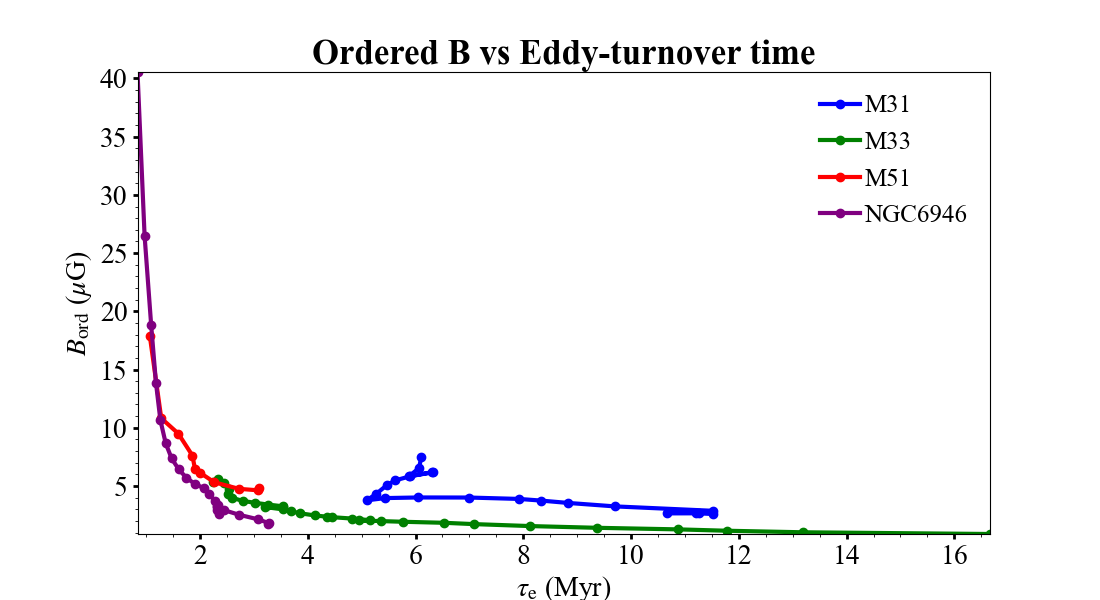 Ordered B vs Eddy-turnover time
M31
M33
M51
NGC6946
B_ord (μG)
40
35
30
25
20
15
10
5
2 4 6 8 10 12 14 16
τ_e (Myr)